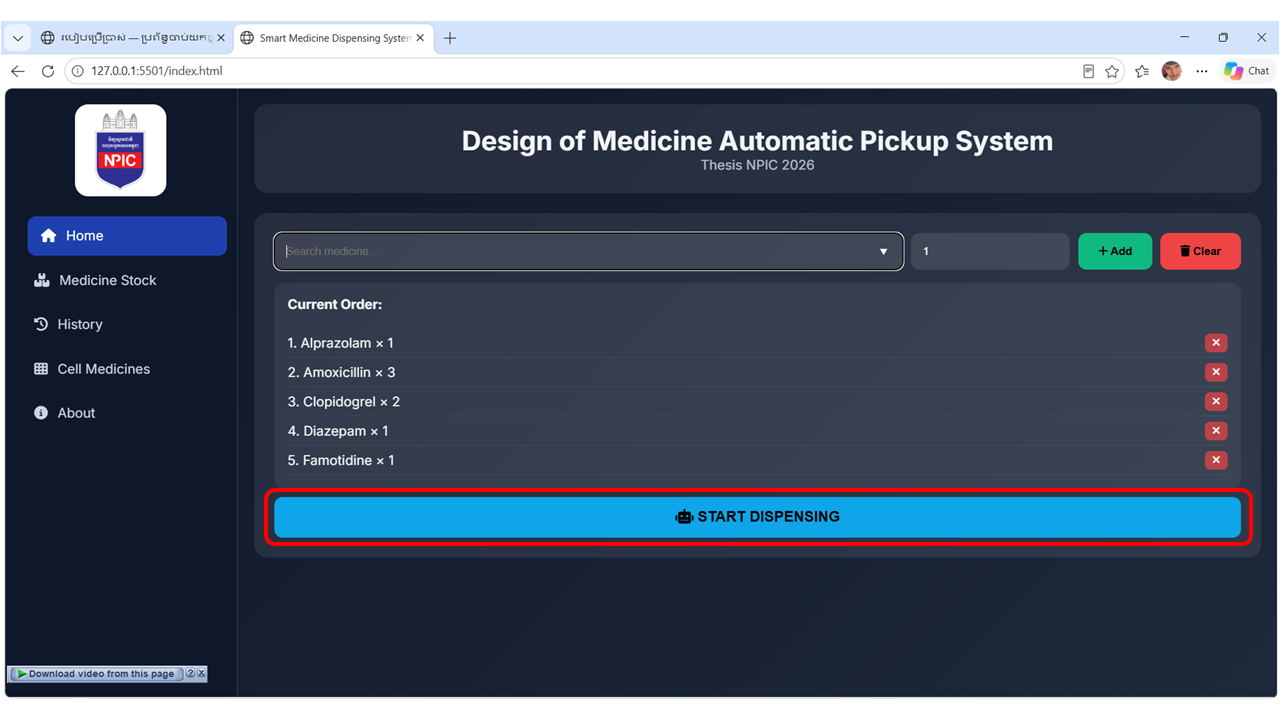 របៀបប្រើប្រាស់ — ប្រព័ន្ធចាប់យក
Smart Medicine Dispensing System
127.0.0.1:5501/index.html
Chat
NPIC
Design of Medicine Automatic Pickup System
Thesis NPIC 2026
Home
Medicine Stock
History
Cell Medicines
About
Search medicine...
1
+ Add
Clear
Current Order:
1. Alprazolam × 1
2. Amoxicillin × 3
3. Clopidogrel × 2
4. Diazepam × 1
5. Famotidine × 1
START DISPENSING
Download video from this page ? x